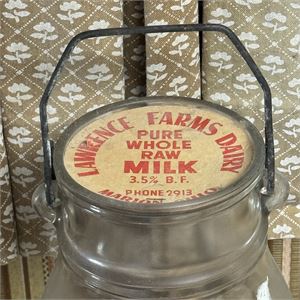 LAWRENCE FARMS DAIRY
PURE
WHOLE
RAW
MILK
3.5% B.F.
PHONE 2913